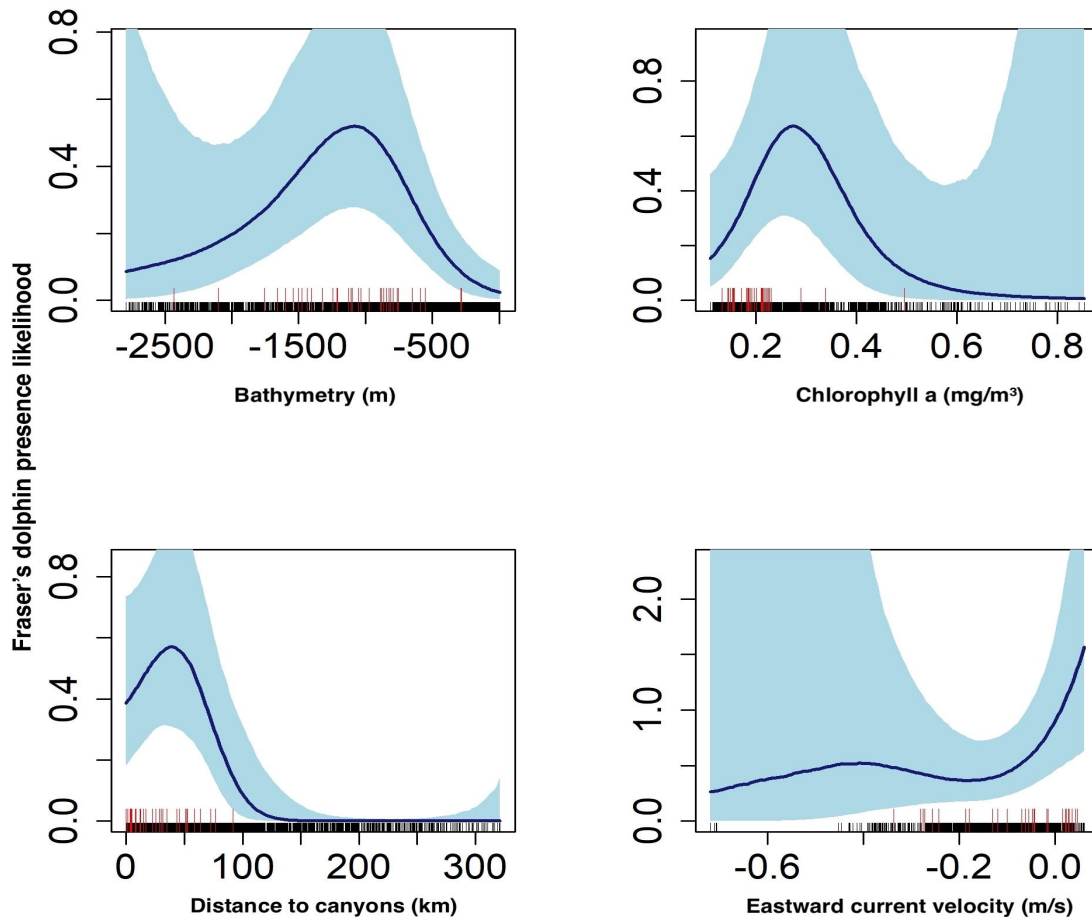 Fraser's dolphin presence likelihood
0.8
0.4
0.0
-2500 -1500 -500
Bathymetry (m)
0.8
0.4
0.0
0.2 0.4 0.6 0.8
Chlorophyll a (mg/m³)
0.8
0.4
0.0
0 100 200 300
Distance to canyons (km)
2.0
1.0
0.0
-0.6 -0.2 0.0
Eastward current velocity (m/s)